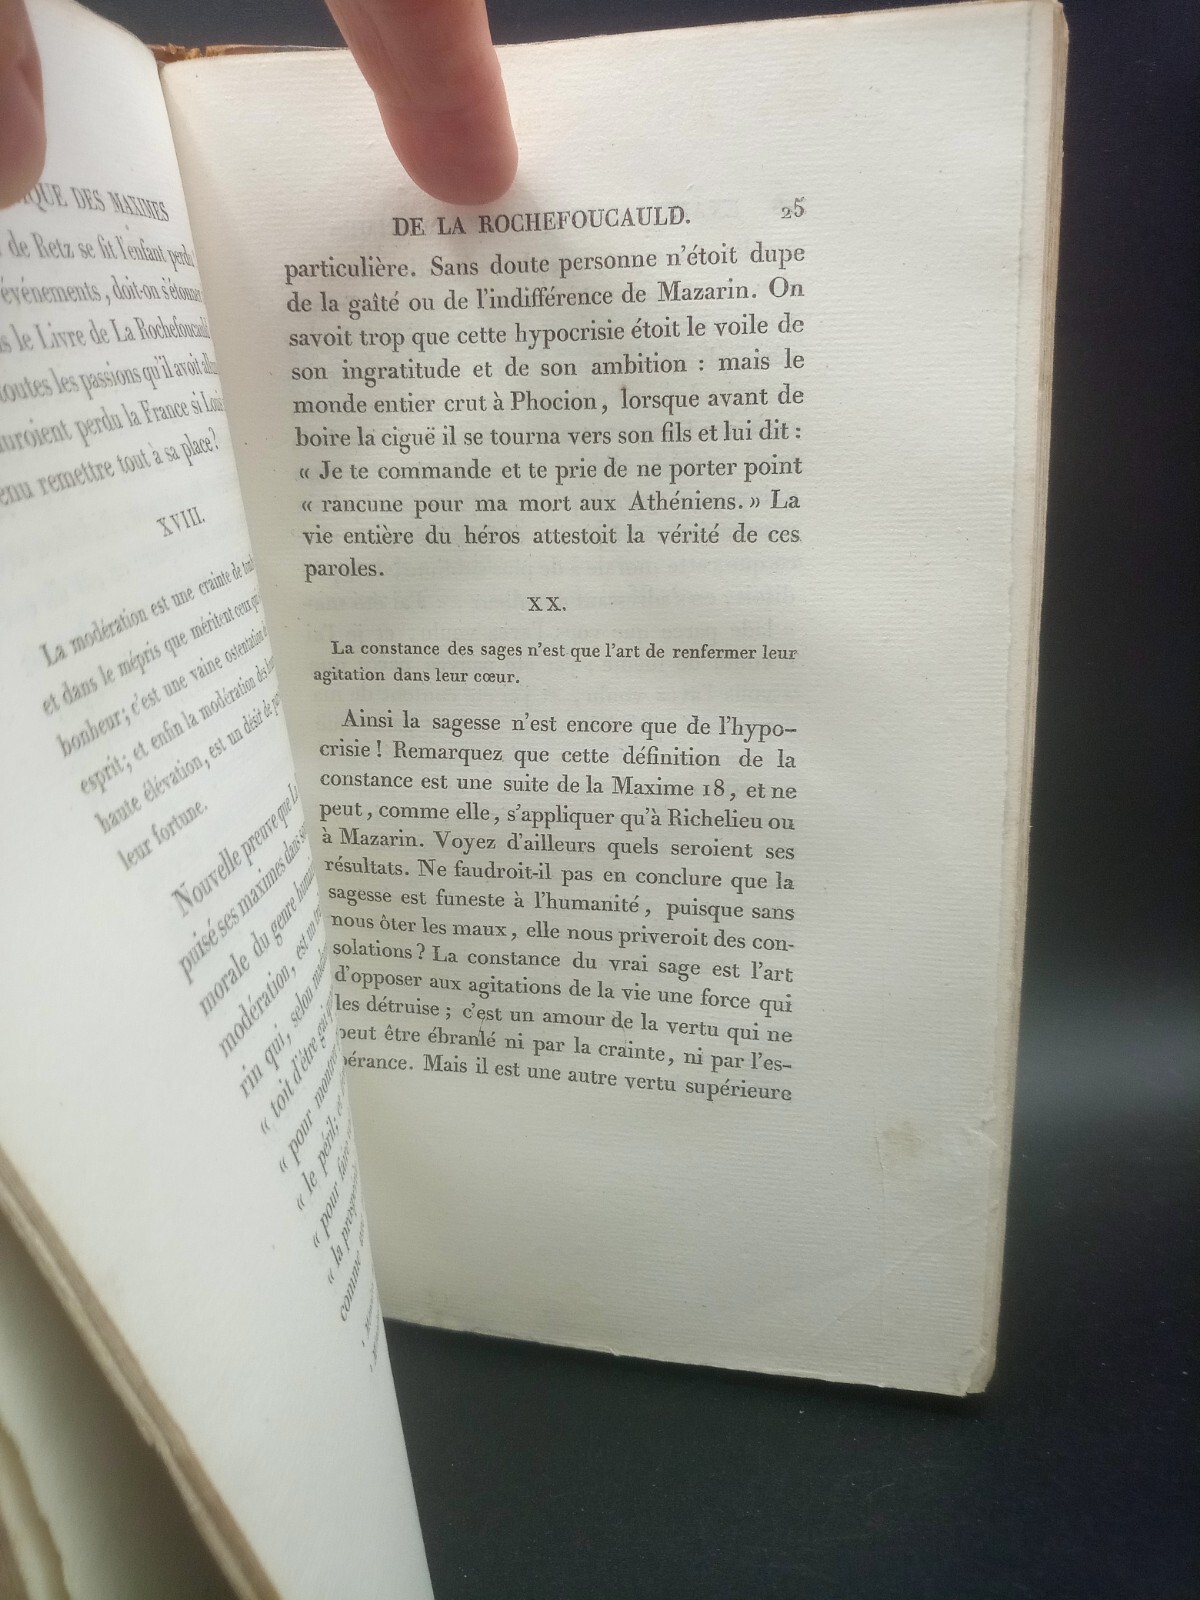 DES MAXIMES
de Retz se fit l'enfant perdu
événements, doit-on s'étonner
le Livre de La Rochefoucauld
toutes les passions qu'il avoit
perdu la France si
remettre tout à sa place?
XVIII.
La modération est une crainte de
et dans le mépris que méritent ceux
bonheur; c'est une vaine ostentation
esprit; et enfin la modération des
haute élévation, est un désir de
leur fortune.
Nouvelle preuve que
puisé ses maximes dans
morale du genre
modération, est un
rin qui, selon
« toit d'être
« pour montrer
« le péril;
« pour faire
« la
comme
DE LA ROCHEFOUCAULD. 25
particulière. Sans doute personne n'étoit dupe
de la gaîté ou de l'indifférence de Mazarin. On
savoit trop que cette hypocrisie étoit le voile de
son ingratitude et de son ambition : mais le
monde entier crut à Phocion, lorsque avant de
boire la ciguë il se tourna vers son fils et lui dit :
« Je te commande et te prie de ne porter point
« rancune pour ma mort aux Athéniens. » La
vie entière du héros attestoit la vérité de ces
paroles.
XX.
La constance des sages n'est que l'art de renfermer leur
agitation dans leur cœur.
Ainsi la sagesse n'est encore que de l'hypo-
crisie ! Remarquez que cette définition de la
constance est une suite de la Maxime 18, et ne
peut, comme elle, s'appliquer qu'à Richelieu ou
à Mazarin. Voyez d'ailleurs quels seroient ses
résultats. Ne faudroit-il pas en conclure que la
sagesse est funeste à l'humanité, puisque sans
nous ôter les maux, elle nous priveroit des con-
solations ? La constance du vrai sage est l'art
d'opposer aux agitations de la vie une force qui
les détruise ; c'est un amour de la vertu qui ne
peut être ébranlé ni par la crainte, ni par l'es-
pérance. Mais il est une autre vertu supérieure